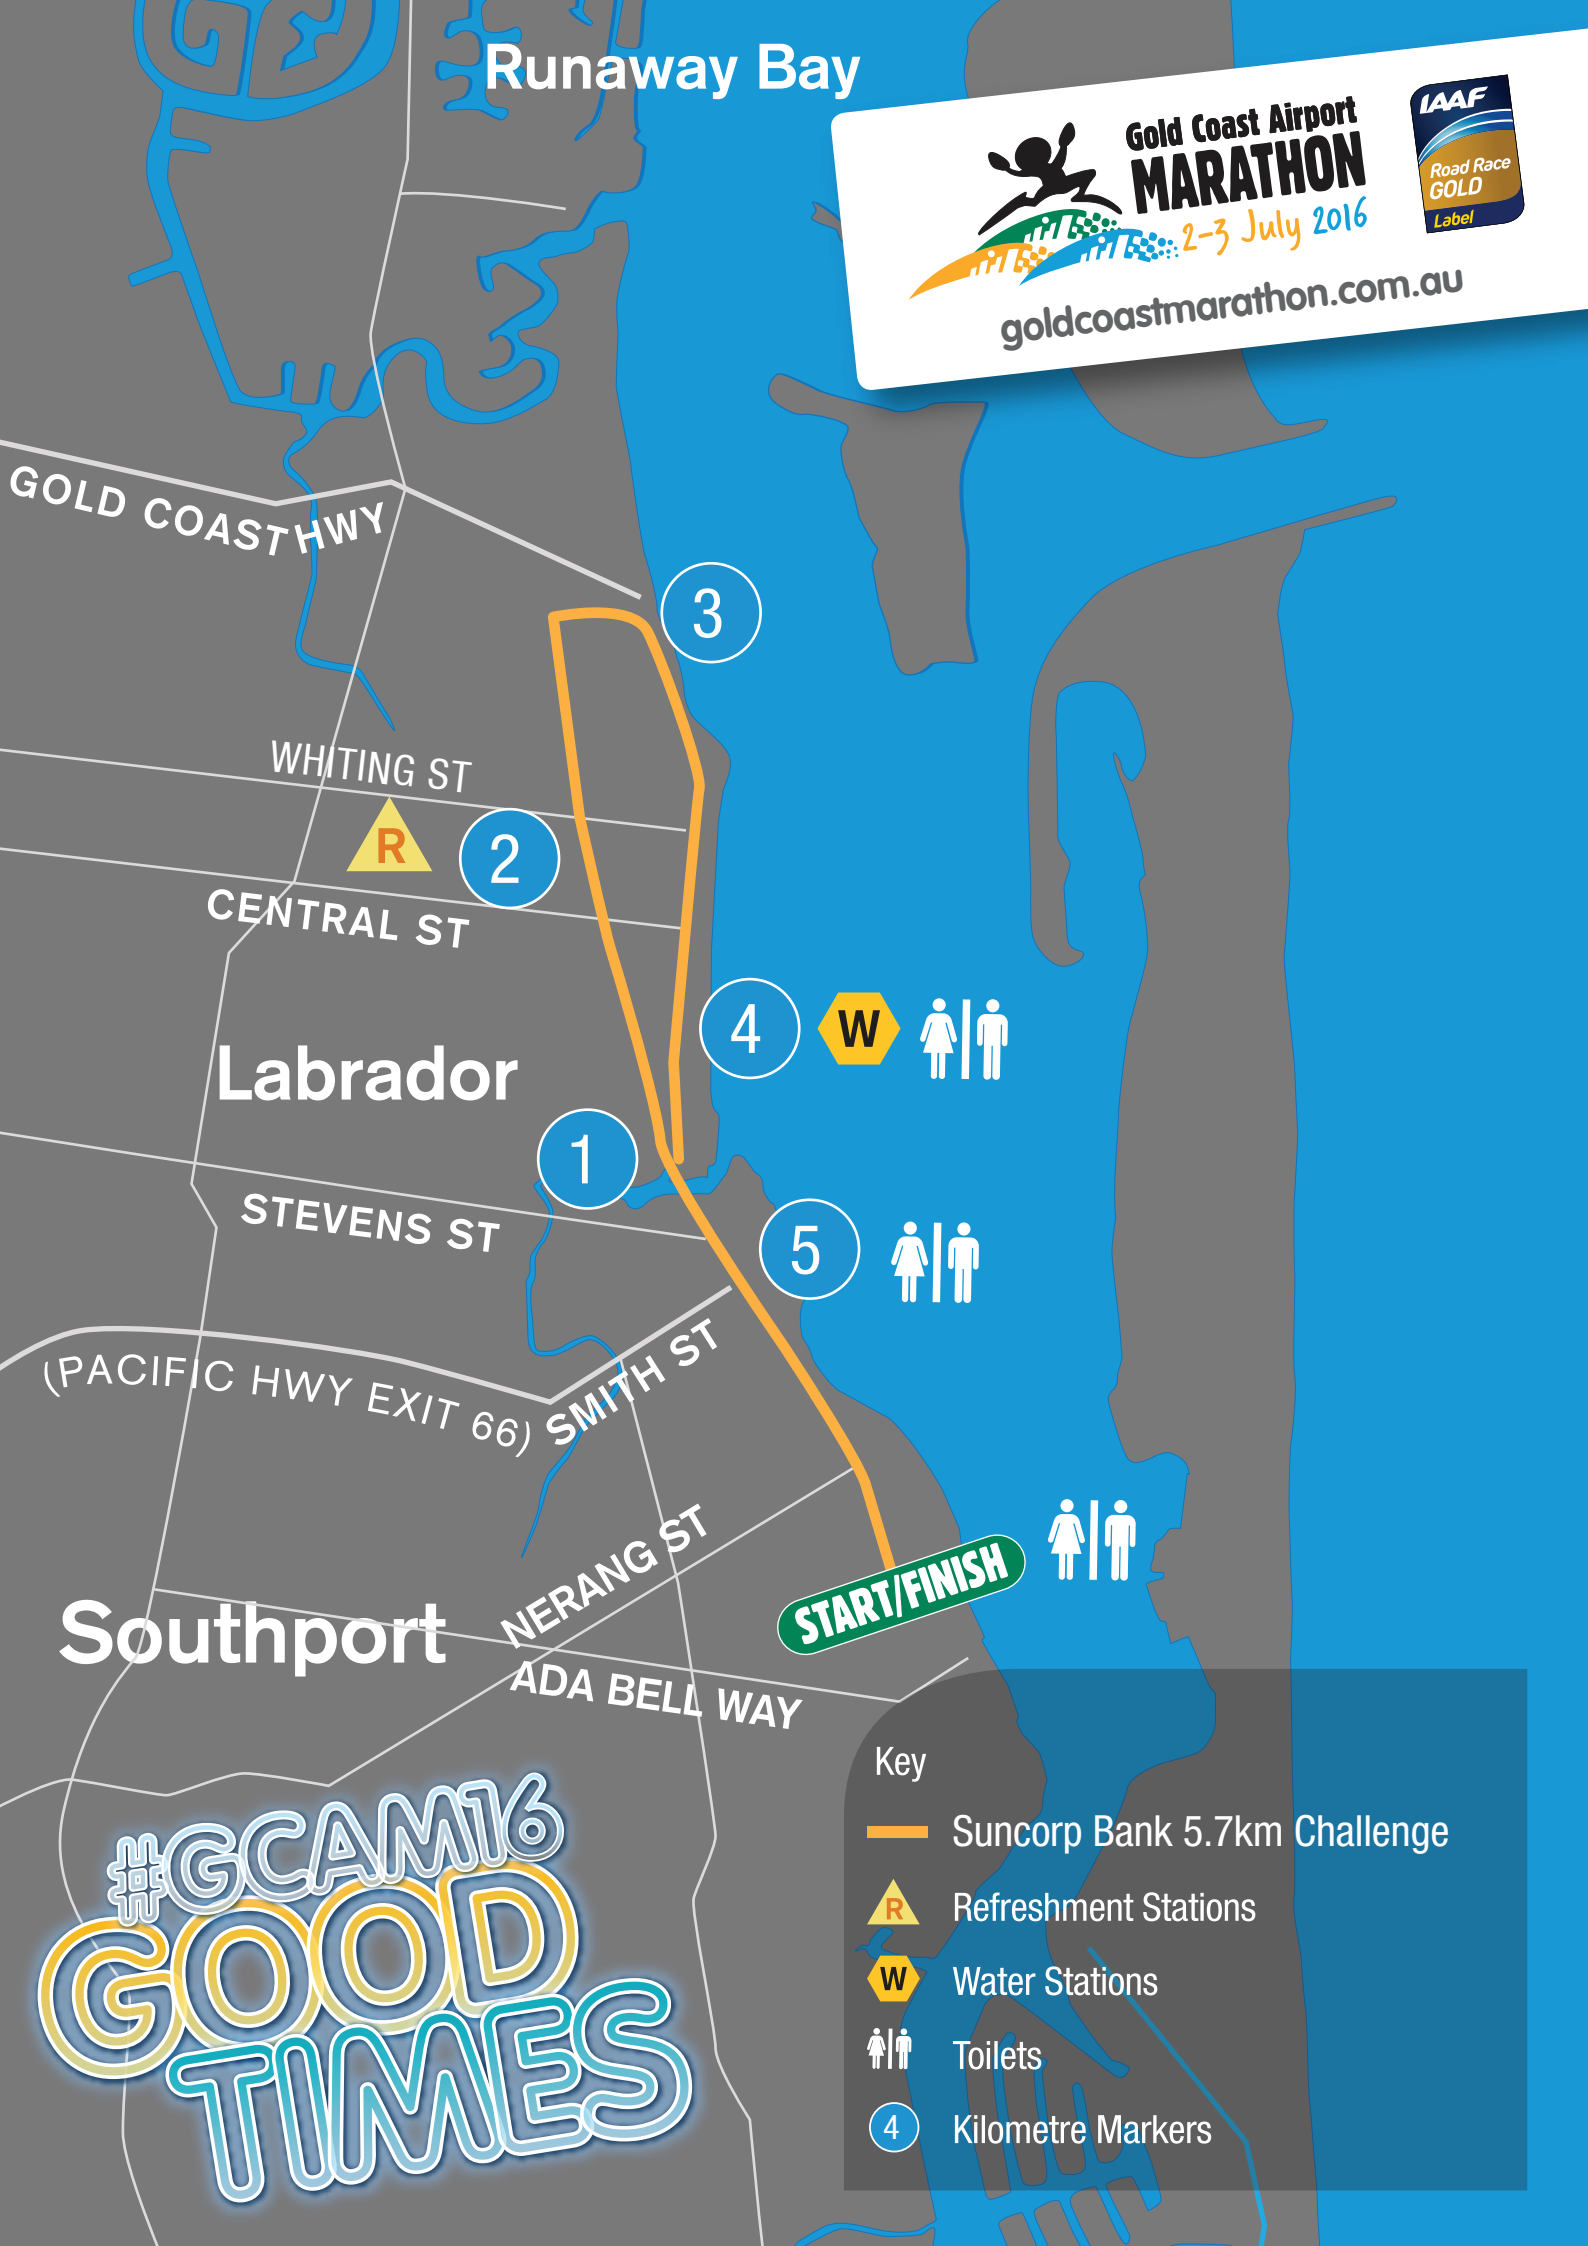 Runaway Bay
Gold Coast Airport
MARATHON
2-3 July 2016
goldcoastmarathon.com.au
IAAF
Road Race
GOLD
Label
GOLD COAST HWY
3
WHITING ST
R
2
CENTRAL ST
4
W
Labrador
1
STEVENS ST
5
SMITH ST
(PACIFIC HWY EXIT 66)
NERANG ST
START/FINISH
Southport
ADA BELL WAY
#GCAM16
GOOD
TIMES
Key
Suncorp Bank 5.7km Challenge
R Refreshment Stations
W Water Stations
Toilets
4 Kilometre Markers